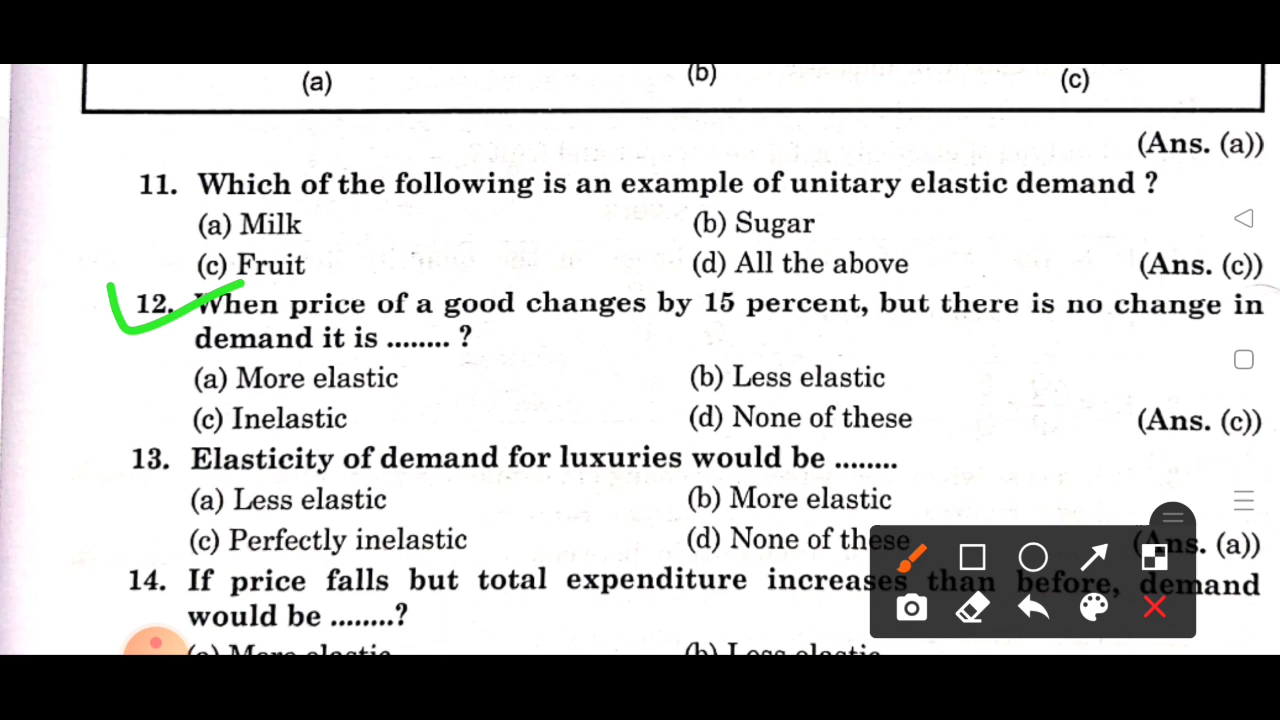 (a) (b) (c)
(Ans. (a))
11. Which of the following is an example of unitary elastic demand ?
(a) Milk (b) Sugar
(c) Fruit (d) All the above (Ans. (c))
12. When price of a good changes by 15 percent, but there is no change in
demand it is ........ ?
(a) More elastic (b) Less elastic
(c) Inelastic (d) None of these (Ans. (c))
13. Elasticity of demand for luxuries would be ........
(a) Less elastic (b) More elastic
(c) Perfectly inelastic (d) None of these (Ans. (a))
14. If price falls but total expenditure increases than before, demand
would be ........?
(a) More elastic (b) Less elastic